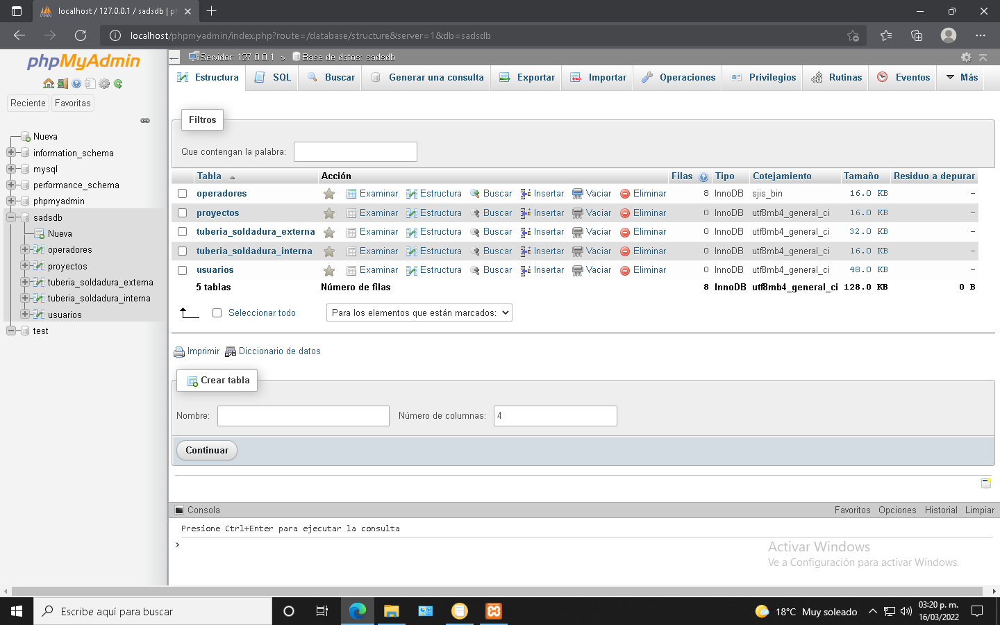 localhost / 127.0.0.1 / sadsdb | ph
localhost/phpmyadmin/index.php?route=/database/structure&server=1&db=sadsdb
phpMyAdmin
Reciente Favoritas
Nueva
information_schema
mysql
performance_schema
phpmyadmin
sadsdb
Nueva
operadores
proyectos
tuberia_soldadura_externa
tuberia_soldadura_interna
usuarios
test
Servidor: 127.0.0.1 » Base de datos: sadsdb
Estructura SQL Buscar Generar una consulta Exportar Importar Operaciones Privilegios Rutinas Eventos Más
Filtros
Que contengan la palabra:
Tabla Acción Filas Tipo Cotejamiento Tamaño Residuo a depurar
operadores Examinar Estructura Buscar Insertar Vaciar Eliminar 8 InnoDB sjis_bin 16.0 KB -
proyectos Examinar Estructura Buscar Insertar Vaciar Eliminar 0 InnoDB utf8mb4_general_ci 16.0 KB -
tuberia_soldadura_externa Examinar Estructura Buscar Insertar Vaciar Eliminar 0 InnoDB utf8mb4_general_ci 32.0 KB -
tuberia_soldadura_interna Examinar Estructura Buscar Insertar Vaciar Eliminar 0 InnoDB utf8mb4_general_ci 16.0 KB -
usuarios Examinar Estructura Buscar Insertar Vaciar Eliminar 0 InnoDB utf8mb4_general_ci 48.0 KB -
5 tablas Número de filas 8 InnoDB utf8mb4_general_ci 128.0 KB 0 B
Seleccionar todo Para los elementos que están marcados:
Imprimir Diccionario de datos
Crear tabla
Nombre: Número de columnas: 4
Continuar
Consola Favoritos Opciones Historial Limpiar
Presione Ctrl+Enter para ejecutar la consulta
>
Activar Windows
Ve a Configuración para activar Windows.
Escribe aquí para buscar
18°C Muy soleado
03:20 p. m.
16/03/2022